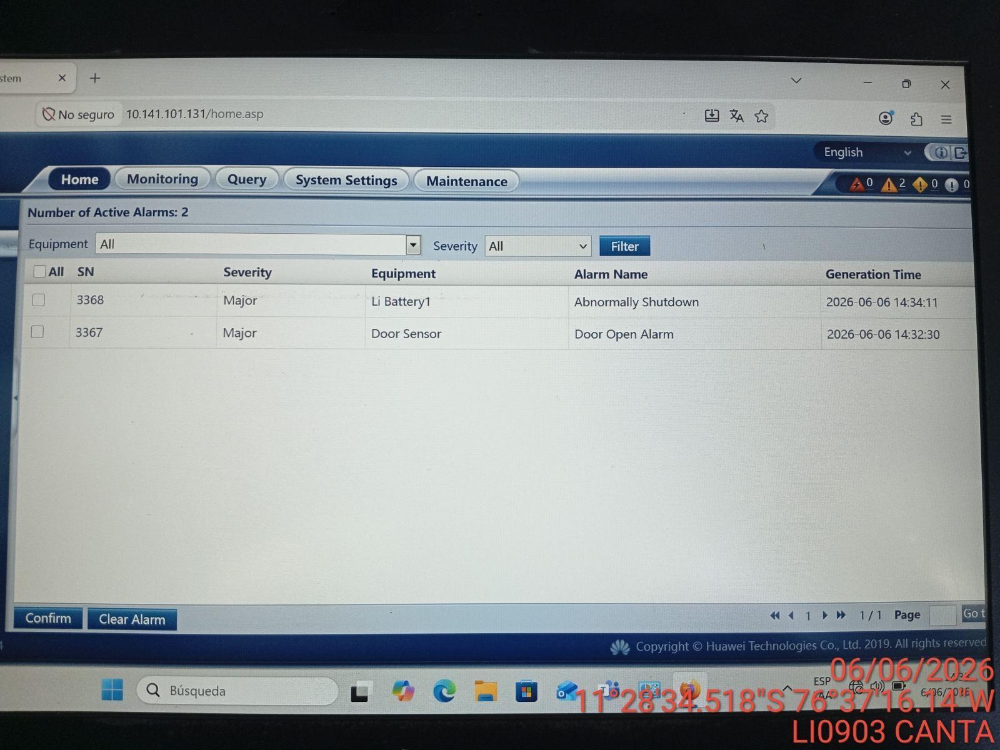 stem
No seguro 10.141.101.131/home.asp
English
Home Monitoring Query System Settings Maintenance
0 2 0 0
Number of Active Alarms: 2
Equipment All Severity All Filter
All SN Severity Equipment Alarm Name Generation Time
3368 Major Li Battery1 Abnormally Shutdown 2026-06-06 14:34:11
3367 Major Door Sensor Door Open Alarm 2026-06-06 14:32:30
Confirm Clear Alarm 1 1 / 1 Page Go t
Copyright © Huawei Technologies Co., Ltd. 2019. All rights reserved
Búsqueda
ESP
6/06/2026
06/06/2026
11°28'34.518"S 76°37'16.14"W
LI0903 CANTA